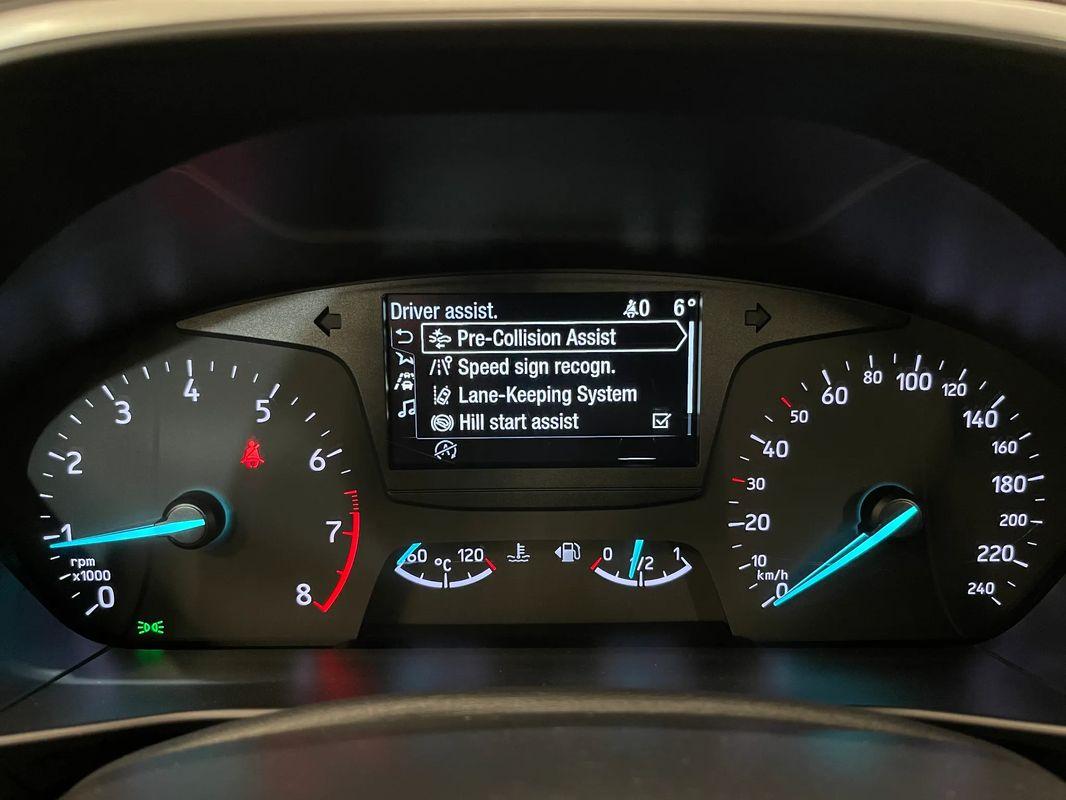 Driver assist. 0 6°
Pre-Collision Assist
Speed sign recogn.
Lane-Keeping System
Hill start assist
0
1
2
3
4
5
6
7
8
rpm
x1000
60 °C 120
0 1/2 1
0
10
20
30
40
50
60
80
100
120
140
160
180
200
220
240
km/h